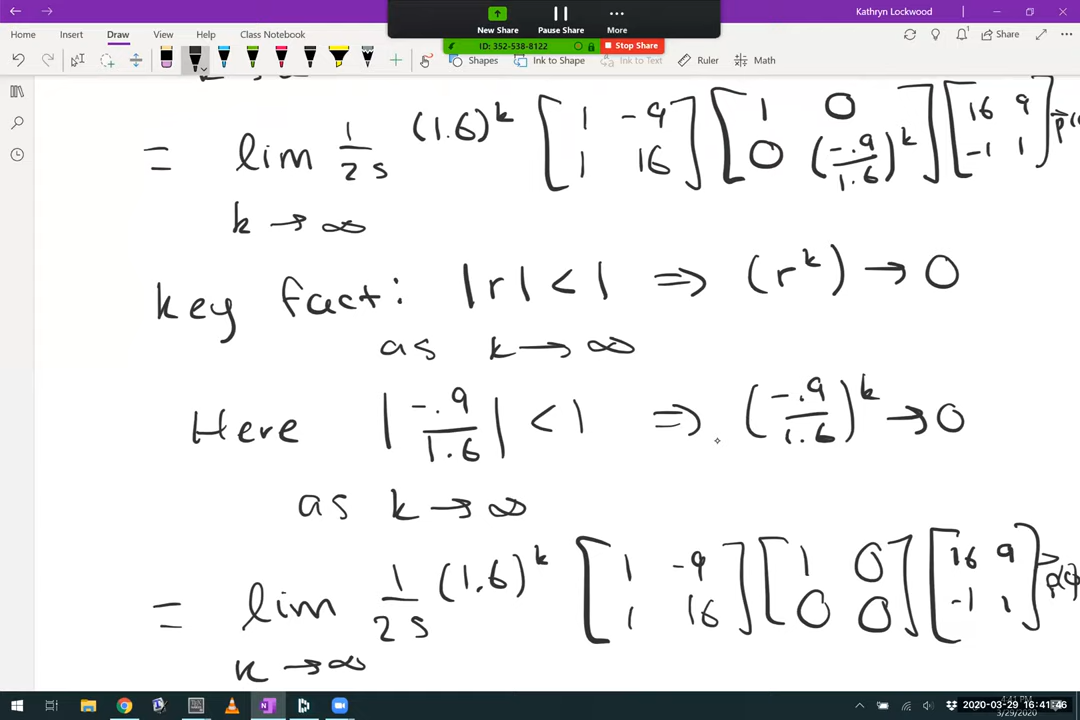 Kathryn Lockwood
New Share Pause Share More
ID: 352-538-8122 Stop Share
Home Insert Draw View Help Class Notebook Share
Shapes Ink to Shape Ink to Text Ruler Math
= lim 1/25 (1.6)^k [1 -9; 1 16] [1 0; 0 (-.9/1.6)^k] [16 9; -1 1]
k → ∞
key fact: |r| < 1 ⇒ (r^k) → 0
as k → ∞
Here |-.9/1.6| < 1 ⇒ (-.9/1.6)^k → 0
as k → ∞
= lim 1/25 (1.6)^k [1 -9; 1 16] [1 0; 0 0] [16 9; -1 1]
k → ∞
2020-03-29 16:41:46